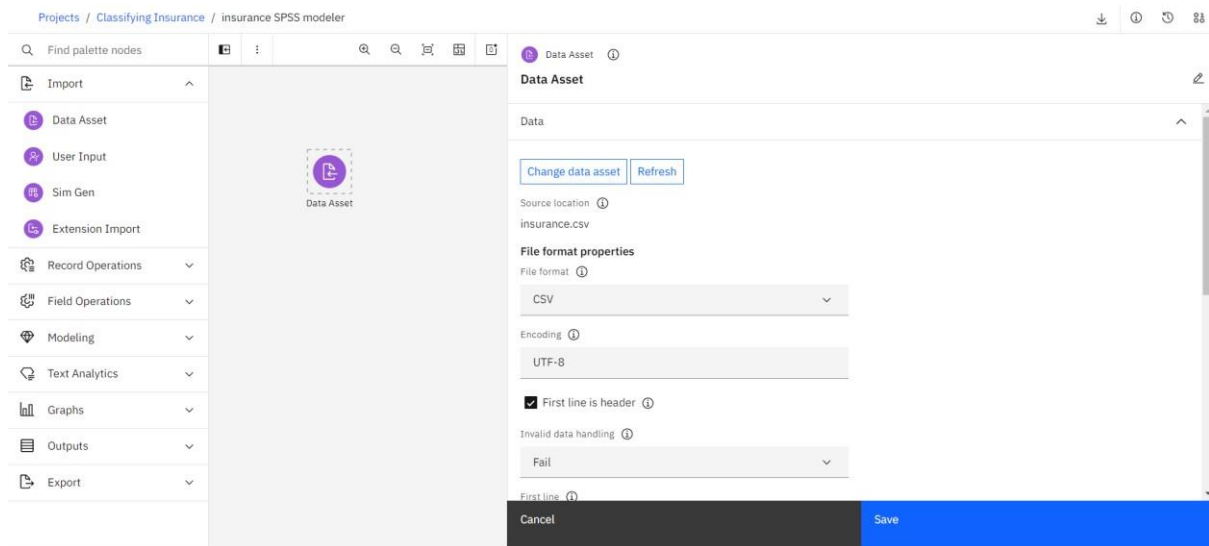 Projects / Classifying Insurance / insurance SPSS modeler
Find palette nodes
Import
Data Asset
User Input
Sim Gen
Extension Import
Record Operations
Field Operations
Modeling
Text Analytics
Graphs
Outputs
Export
Data Asset
Data Asset
Data Asset
Data
Change data asset Refresh
Source location
insurance.csv
File format properties
File format
CSV
Encoding
UTF-8
First line is header
Invalid data handling
Fail
First line
Cancel Save